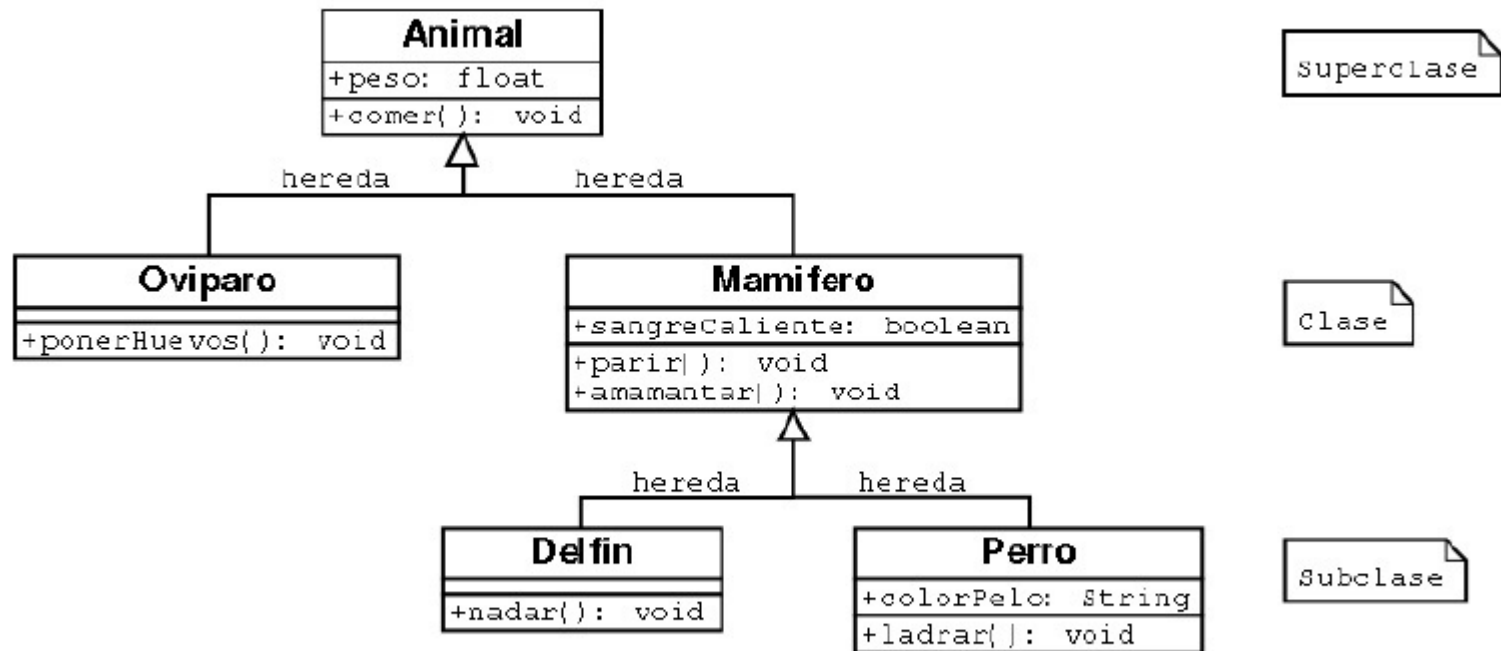 Animal
+peso: float
+comer(): void
Superclase
hereda
hereda
Oviparo
+ponerHuevos(): void
Mamifero
+sangreCaliente: boolean
+parir(): void
+amamantar(): void
Clase
hereda
hereda
Delfin
+nadar(): void
Perro
+colorPelo: String
+ladrar(): void
Subclase